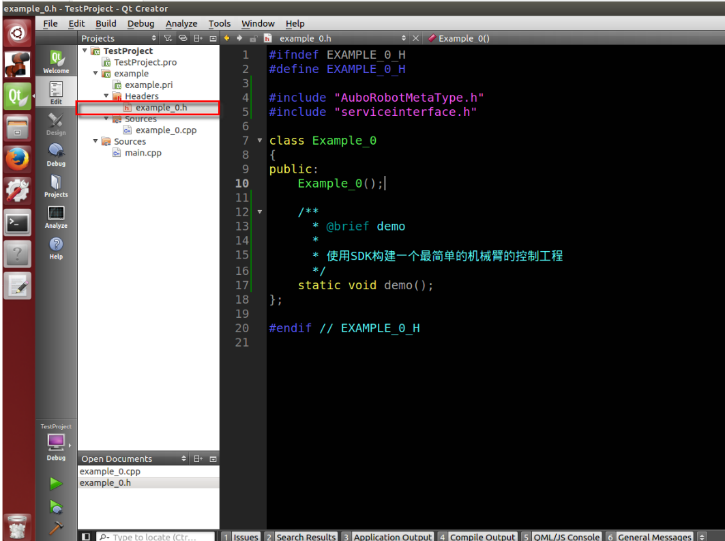 example_0.h - TestProject - Qt Creator
File Edit Build Debug Analyze Tools Window Help
Projects
example_0.h
Example_0()
Welcome
Edit
Design
Debug
Projects
Analyze
Help
TestProject
TestProject.pro
example
example.pri
Headers
example_0.h
Sources
example_0.cpp
Sources
main.cpp
1 #ifndef EXAMPLE_0_H
2 #define EXAMPLE_0_H
3
4 #include "AuboRobotMetaType.h"
5 #include "serviceinterface.h"
6
7 class Example_0
8 {
9 public:
10 Example_0();
11
12 /**
13 * @brief demo
14 *
15 * 使用SDK构建一个最简单的机械臂的控制工程
16 */
17 static void demo();
18 };
19
20 #endif // EXAMPLE_0_H
21
TestProject
Debug
Open Documents
example_0.cpp
example_0.h
Type to locate (Ctr...
1 Issues
2 Search Results
3 Application Output
4 Compile Output
5 QML/JS Console
6 General Messages